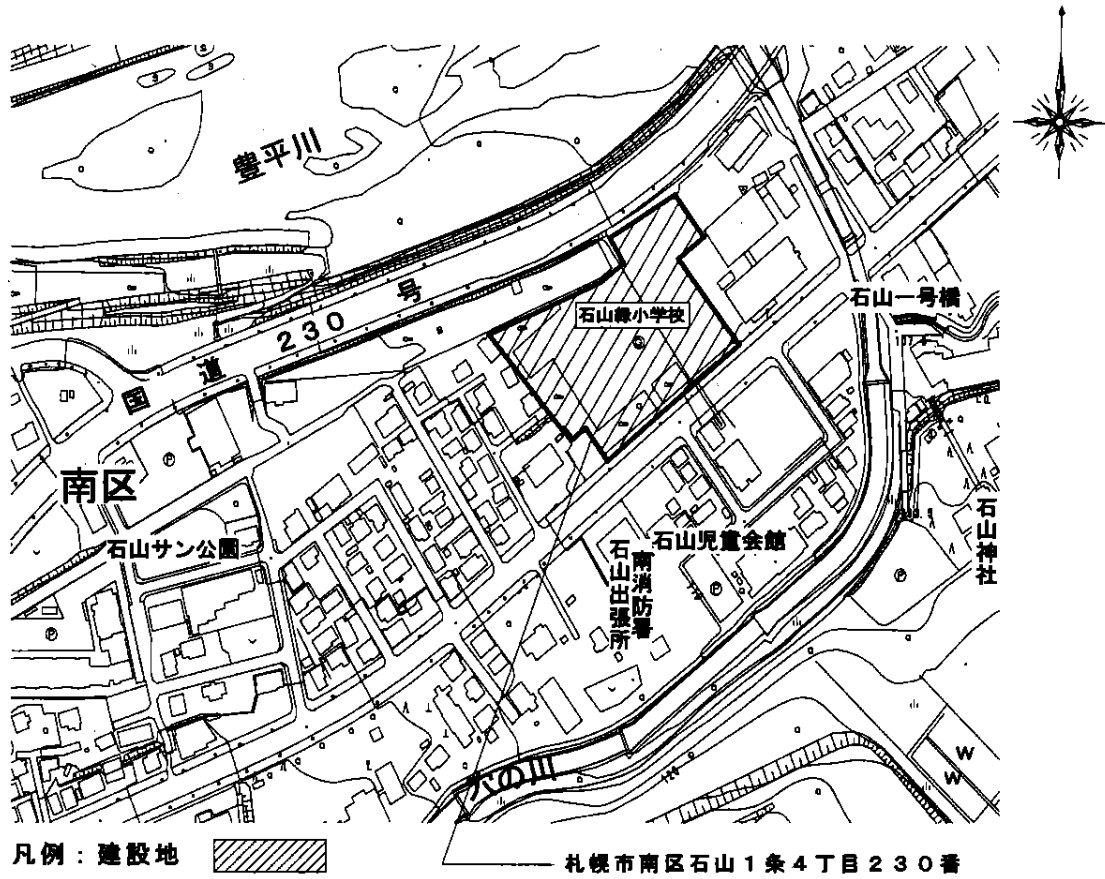 豊平川
国道230号
石山緑小学校
石山一号橋
南区
石山サン公園
石山児童会館
南消防署
石山出張所
石山神社
穴の川
凡例：建設地
札幌市南区石山1条4丁目230番